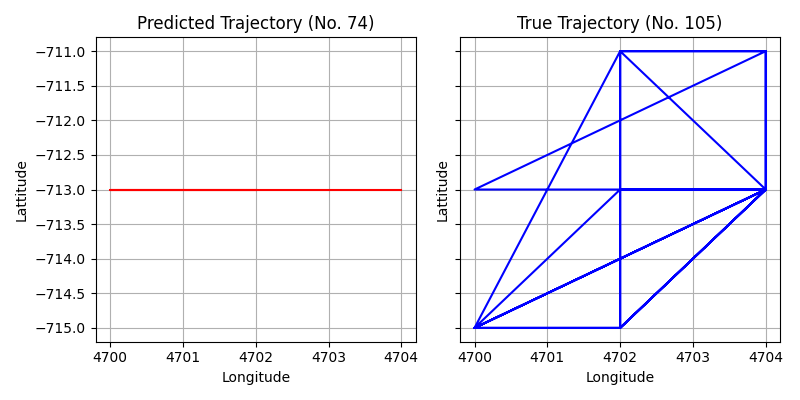 Predicted Trajectory (No. 74)
True Trajectory (No. 105)
Lattitude
−711.0
−711.5
−712.0
−712.5
−713.0
−713.5
−714.0
−714.5
−715.0
4700 4701 4702 4703 4704
Longitude
Lattitude
4700 4701 4702 4703 4704
Longitude